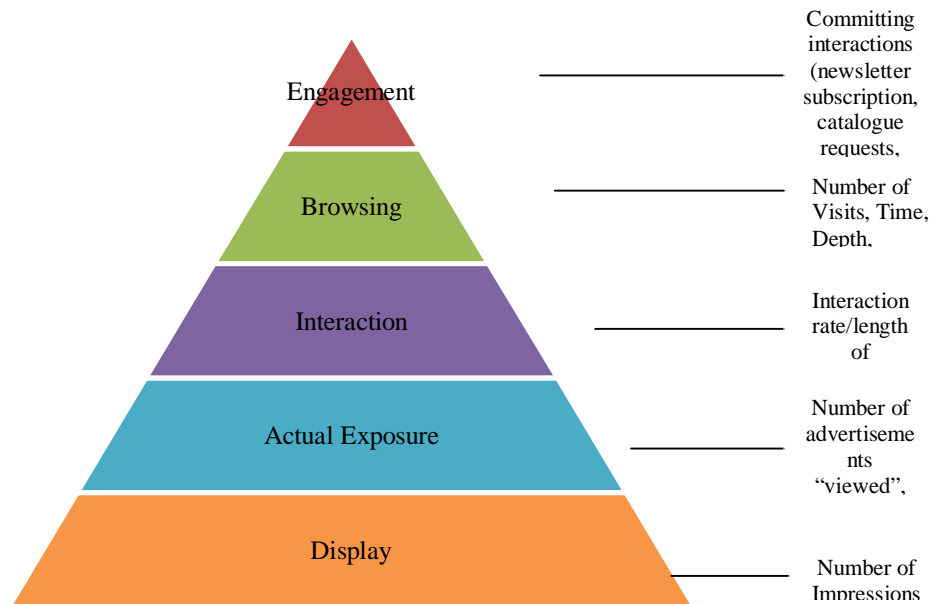 Engagement
Committing
interactions
(newsletter
subscription,
catalogue
requests,
Browsing
Number of
Visits, Time,
Depth,
Interaction
Interaction
rate/length
of
Actual Exposure
Number of
advertiseme
nts
“viewed”,
Display
Number of
Impressions